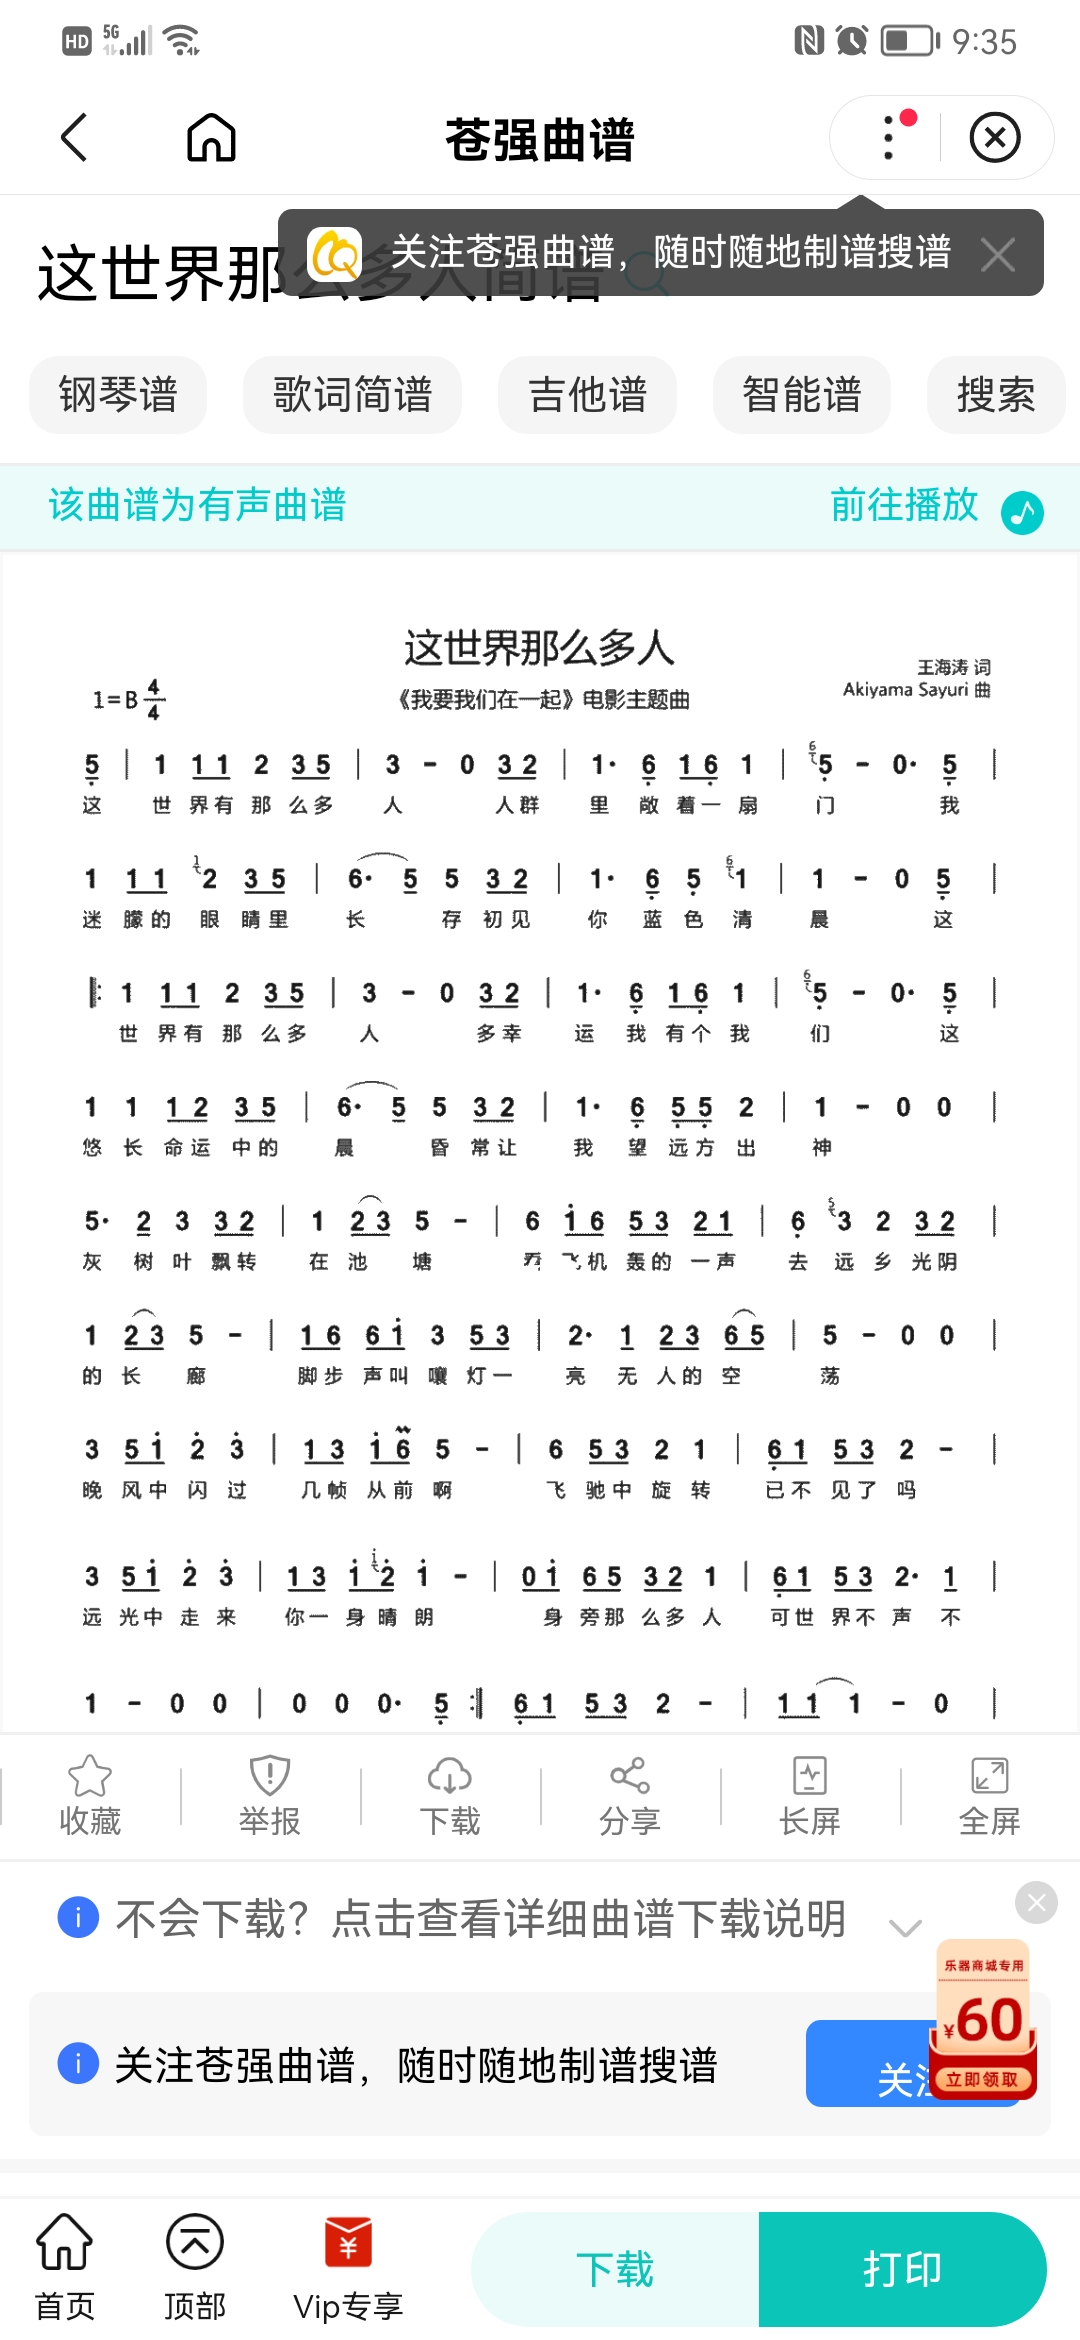 HD 5G 9:35
苍强曲谱
关注苍强曲谱，随时随地制谱搜谱
这世界那么多人简谱
钢琴谱 歌词简谱 吉他谱 智能谱 搜索
该曲谱为有声曲谱 前往播放
这世界那么多人
王海涛 词
1=B 4/4 《我要我们在一起》电影主题曲 Akiyama Sayuri 曲
5 | 1 1 1 2 3 5 | 3 - 0 3 2 | 1· 6 1 6 1 | 6 5 - 0· 5 |
这 世 界有 那 么多 人 人群 里 敞 着一 扇 门 我
1 1 1 1 2 3 5 | 6· 5 5 3 2 | 1· 6 5 6 1 | 1 - 0 5 |
迷 朦的 眼 睛里 长 存 初见 你 蓝 色 清 晨 这
‖: 1 1 1 2 3 5 | 3 - 0 3 2 | 1· 6 1 6 1 | 6 5 - 0· 5 |
世 界有 那 么多 人 多幸 运 我 有个 我 们 这
1 1 1 2 3 5 | 6· 5 5 3 2 | 1· 6 5 5 2 | 1 - 0 0 |
悠 长 命运 中的 晨 昏 常让 我 望 远方 出 神
5· 2 3 3 2 | 1 2 3 5 - | 6 1 6 5 3 2 1 | 6 5 3 2 3 2 |
灰 树 叶 飘转 在 池 塘 飞机 轰的 一声 去 远 乡 光阴
1 2 3 5 - | 1 6 6 1 3 5 3 | 2· 1 2 3 6 5 | 5 - 0 0 |
的 长 廊 脚步 声叫 嚷 灯一 亮 无 人的 空 荡
3 5 1 2 3 | 1 3 1 6 5 - | 6 5 3 2 1 | 6 1 5 3 2 - |
晚 风中 闪 过 几帧 从前 啊 飞 驰中 旋 转 已不 见了 吗
3 5 1 2 3 | 1 3 1 1 2 1 - | 0 1 6 5 3 2 1 | 6 1 5 3 2· 1 |
远 光中 走 来 你一 身晴 朗 身 旁那 么多 人 可世 界不 声 不
1 - 0 0 | 0 0 0· 5 :‖ 6 1 5 3 2 - | 1 1 1 - 0 |
收藏 举报 下载 分享 长屏 全屏
不会下载？点击查看详细曲谱下载说明
乐器商城专用
¥60
立即领取
关注苍强曲谱，随时随地制谱搜谱 关
首页 顶部 Vip专享 下载 打印